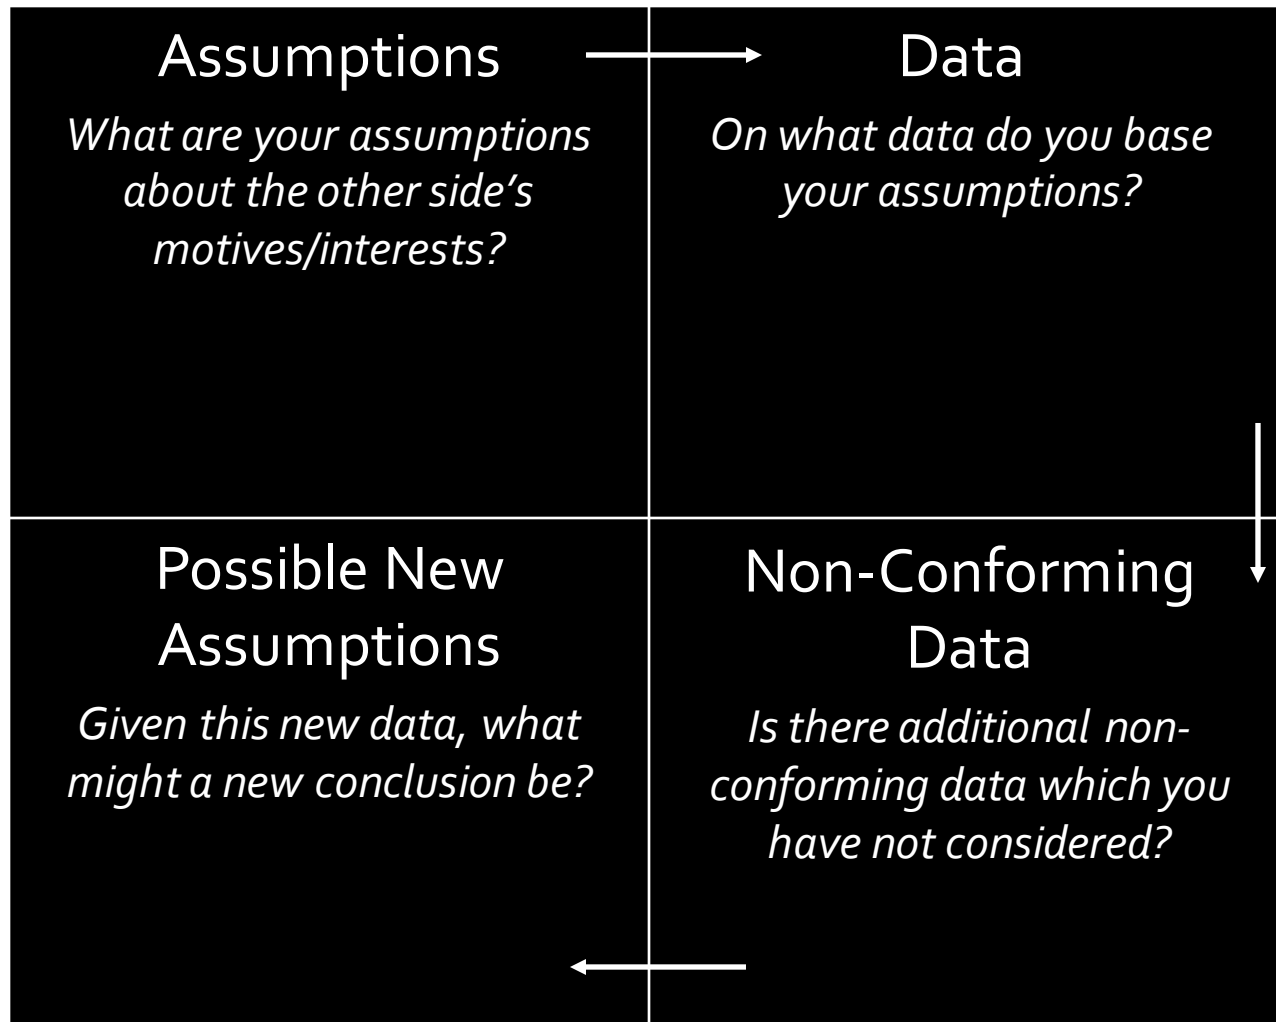 Assumptions
What are your assumptions
about the other side's
motives/interests?
Data
On what data do you base
your assumptions?
Non-Conforming
Data
Is there additional non-
conforming data which you
have not considered?
Possible New
Assumptions
Given this new data, what
might a new conclusion be?